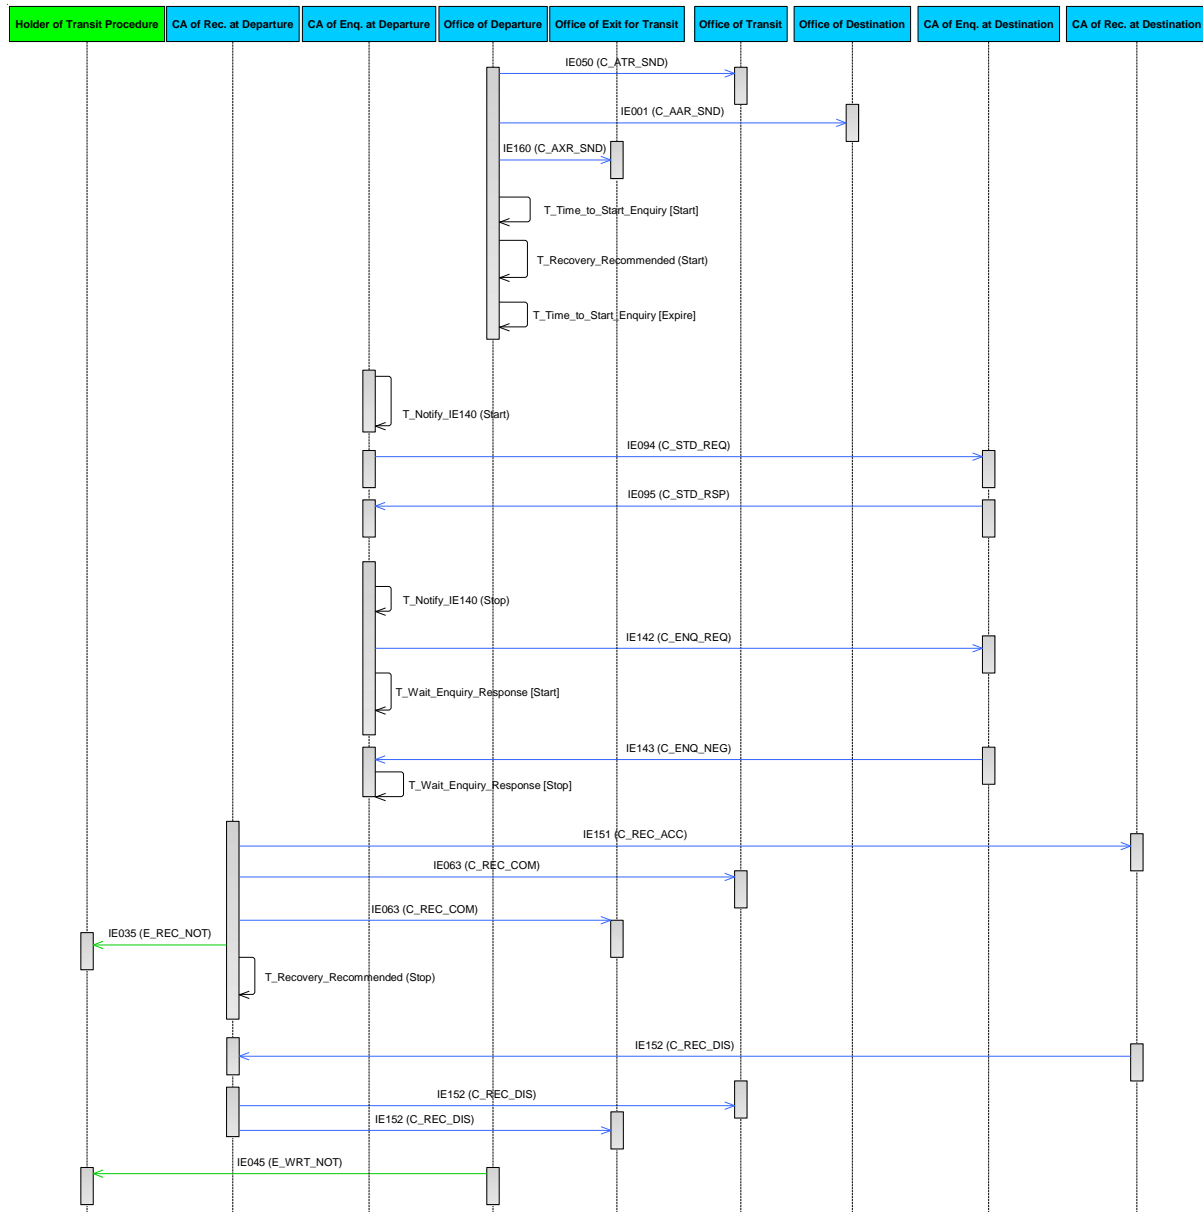 Holder of Transit Procedure
CA of Rec. at Departure
CA of Enq. at Departure
Office of Departure
Office of Exit for Transit
Office of Transit
Office of Destination
CA of Enq. at Destination
CA of Rec. at Destination
IE050 (C_ATR_SND)
IE001 (C_AAR_SND)
IE160 (C_AXR_SND)
T_Time_to_Start_Enquiry [Start]
T_Recovery_Recommended (Start)
T_Time_to_Start_Enquiry [Expire]
T_Notify_IE140 (Start)
IE094 (C_STD_REQ)
IE095 (C_STD_RSP)
T_Notify_IE140 (Stop)
IE142 (C_ENQ_REQ)
T_Wait_Enquiry_Response [Start]
IE143 (C_ENQ_NEG)
T_Wait_Enquiry_Response [Stop]
IE151 (C_REC_ACC)
IE063 (C_REC_COM)
IE063 (C_REC_COM)
IE035 (E_REC_NOT)
T_Recovery_Recommended (Stop)
IE152 (C_REC_DIS)
IE152 (C_REC_DIS)
IE152 (C_REC_DIS)
IE045 (E_WRT_NOT)